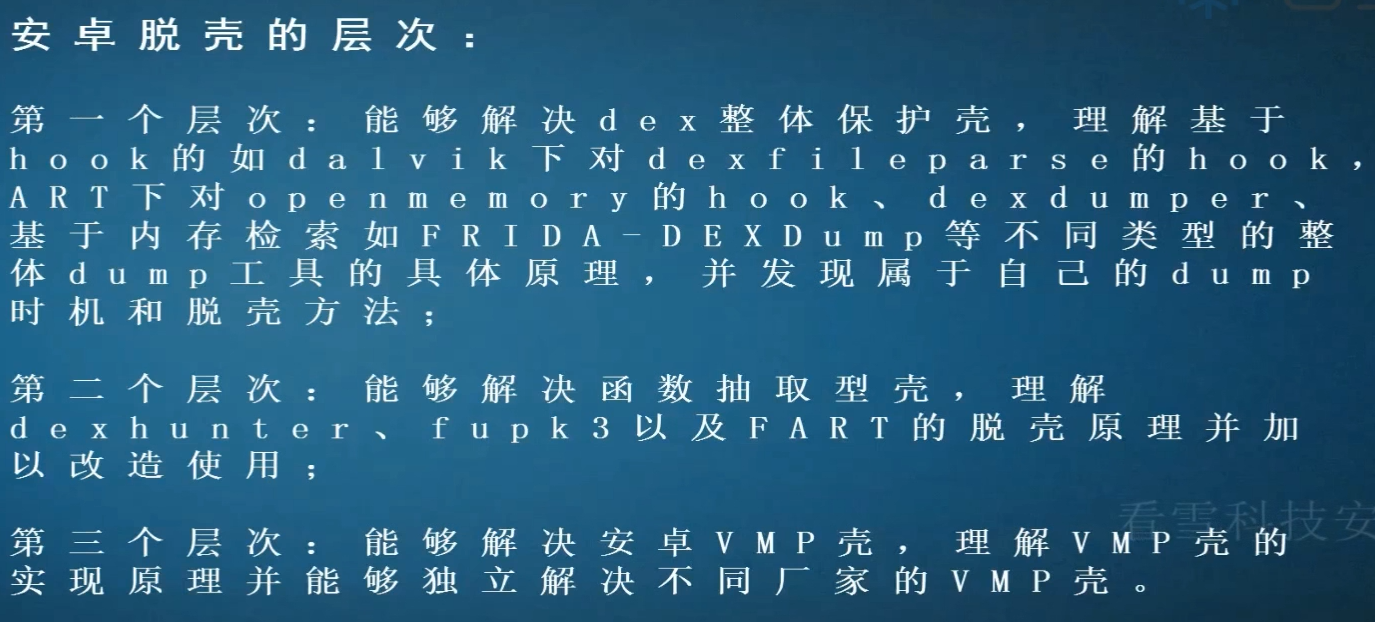 安卓脱壳的层次：
第一个层次：能够解决dex整体保护壳，理解基于
hook的如dalvik下对dexfileparse的hook，
ART下对openmemory的hook、dexdumper、
基于内存检索如FRIDA-DEXDump等不同类型的整
体dump工具的具体原理，并发现属于自己的dump
时机和脱壳方法；
第二个层次：能够解决函数抽取型壳，理解
dexhunter、fupk3以及FART的脱壳原理并加
以改造使用；
看雪科技安
第三个层次：能够解决安卓VMP壳，理解VMP壳的
实现原理并能够独立解决不同厂家的VMP壳。